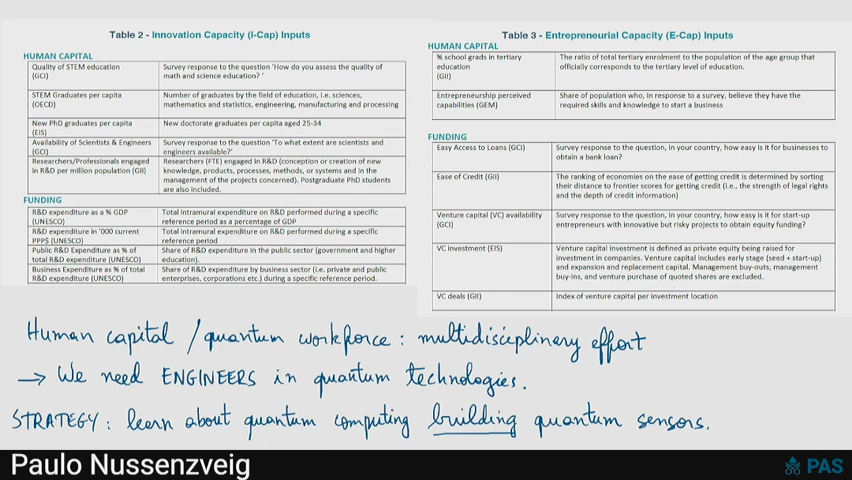 Table 2 - Innovation Capacity (I-Cap) Inputs
HUMAN CAPITAL
Quality of STEM education
(GCI)
Survey response to the question 'How do you assess the quality of
math and science education? '
STEM Graduates per capita
(OECD)
Number of graduates by the field of education, i.e. sciences,
mathematics and statistics, engineering, manufacturing and processing
New PhD graduates per capita
(EIS)
New doctorate graduates per capita aged 25-34
Availability of Scientists & Engineers
(GCI)
Survey response to the question 'To what extent are scientists and
engineers available?'
Researchers/Professionals engaged
in R&D per million population (GII)
Researchers (FTE) engaged in R&D (conception or creation of new
knowledge, products, processes, methods, or systems and in the
management of the projects concerned). Postgraduate PhD students
are also included.
FUNDING
R&D expenditure as a % GDP
(UNESCO)
Total intramural expenditure on R&D performed during a specific
reference period as a percentage of GDP
R&D expenditure in '000 current
PPP$ (UNESCO)
Total intramural expenditure on R&D performed during a specific
reference period
Public R&D Expenditure as % of
total R&D expenditure (UNESCO)
Share of R&D expenditure in the public sector (government and higher
education).
Business Expenditure as % of total
R&D expenditure (UNESCO)
Share of R&D expenditure by business sector (i.e. private and public
enterprises, corporations etc.) during a specific reference period.
Table 3 - Entrepreneurial Capacity (E-Cap) Inputs
HUMAN CAPITAL
% school grads in tertiary
education
(GII)
The ratio of total tertiary enrolment to the population of the age group that
officially corresponds to the tertiary level of education.
Entrepreneurship perceived
capabilities (GEM)
Share of population who, in response to a survey, believe they have the
required skills and knowledge to start a business
FUNDING
Easy Access to Loans (GCI)
Survey response to the question, in your country, how easy is it for businesses to
obtain a bank loan?
Ease of Credit (GII)
The ranking of economies on the ease of getting credit is determined by sorting
their distance to frontier scores for getting credit (i.e., the strength of legal rights
and the depth of credit information)
Venture capital (VC) availability
(GCI)
Survey response to the question, in your country, how easy is it for start-up
entrepreneurs with innovative but risky projects to obtain equity funding?
VC investment (EIS)
Venture capital investment is defined as private equity being raised for
investment in companies. Venture capital includes early stage (seed + start-up)
and expansion and replacement capital. Management buy-outs, management
buy-ins, and venture purchase of quoted shares are excluded.
VC deals (GII)
Index of venture capital per investment location
Human capital / quantum workforce : multidisciplinary effort
→ We need ENGINEERS in quantum technologies.
STRATEGY : learn about quantum computing building quantum sensors.
Paulo Nussenzveig
PAS